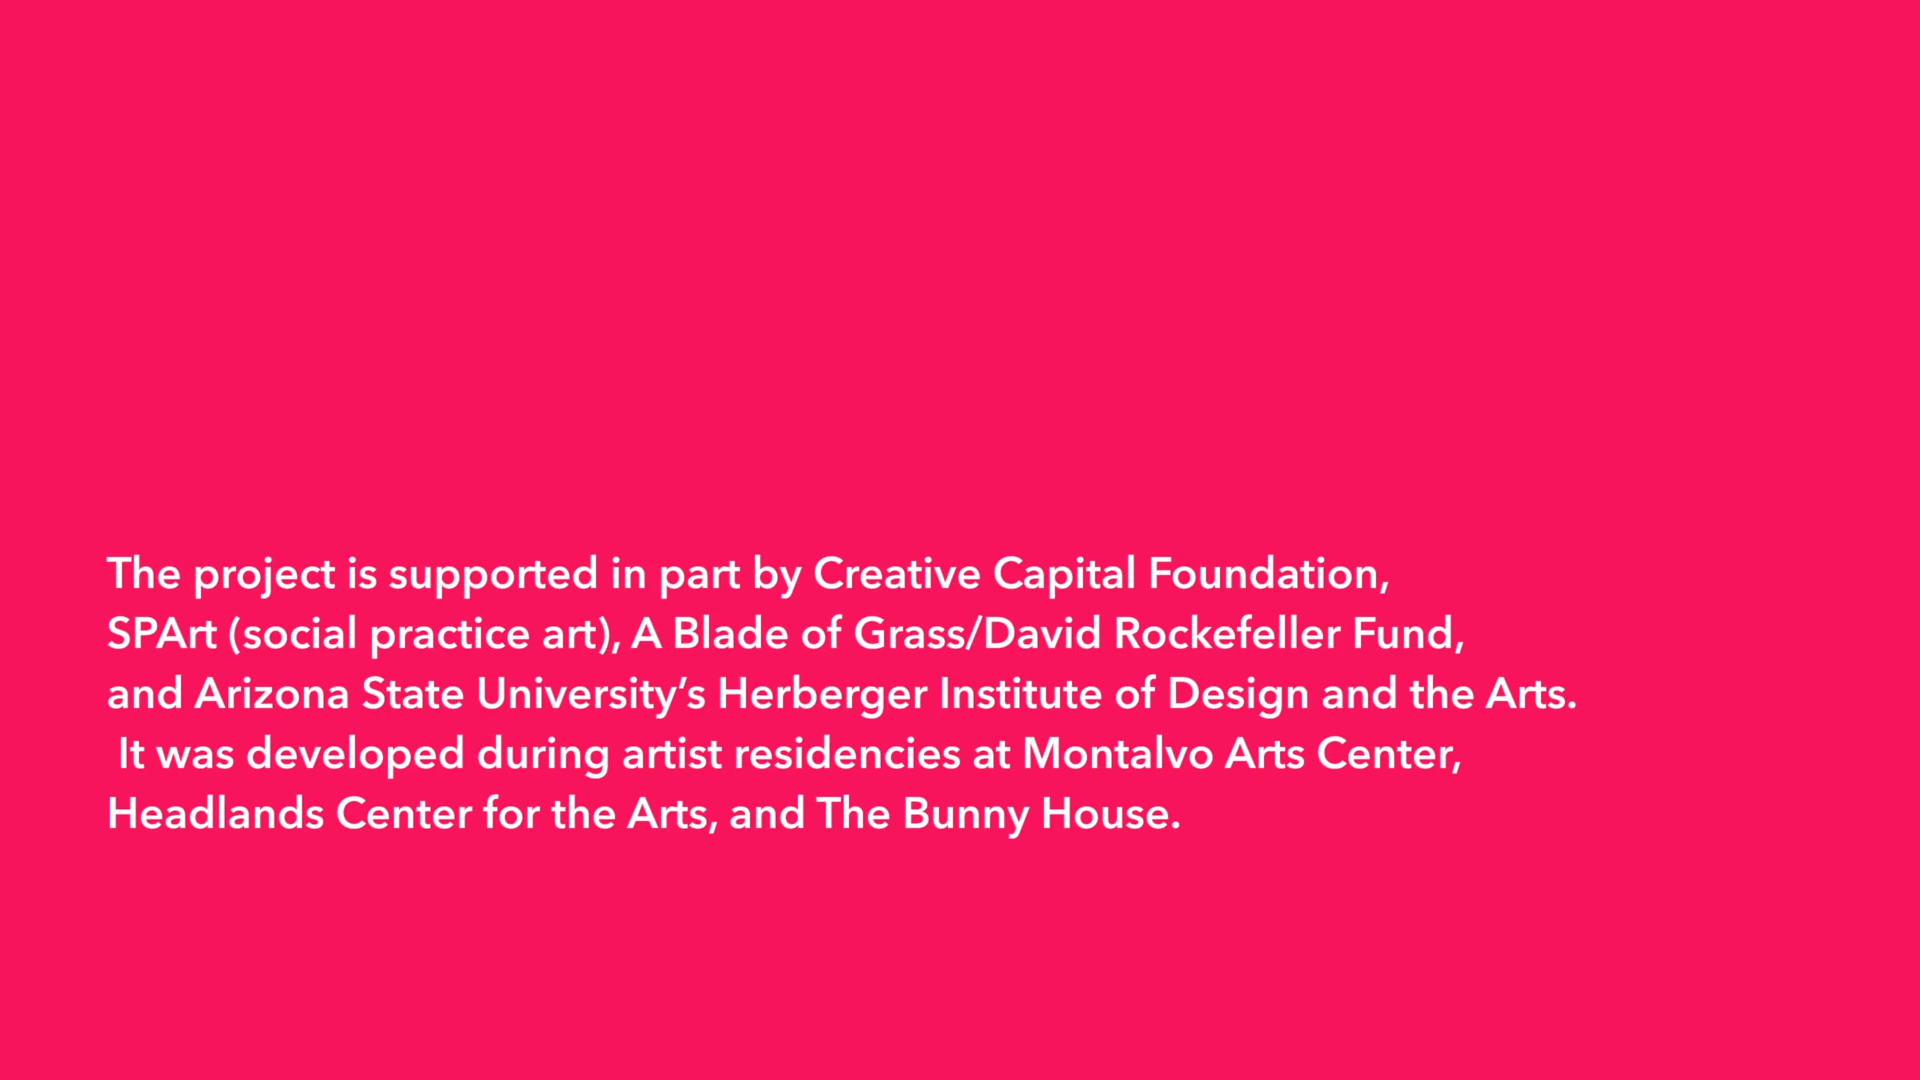 The project is supported in part by Creative Capital Foundation,
SPArt (social practice art), A Blade of Grass/David Rockefeller Fund,
and Arizona State University’s Herberger Institute of Design and the Arts.
It was developed during artist residencies at Montalvo Arts Center,
Headlands Center for the Arts, and The Bunny House.